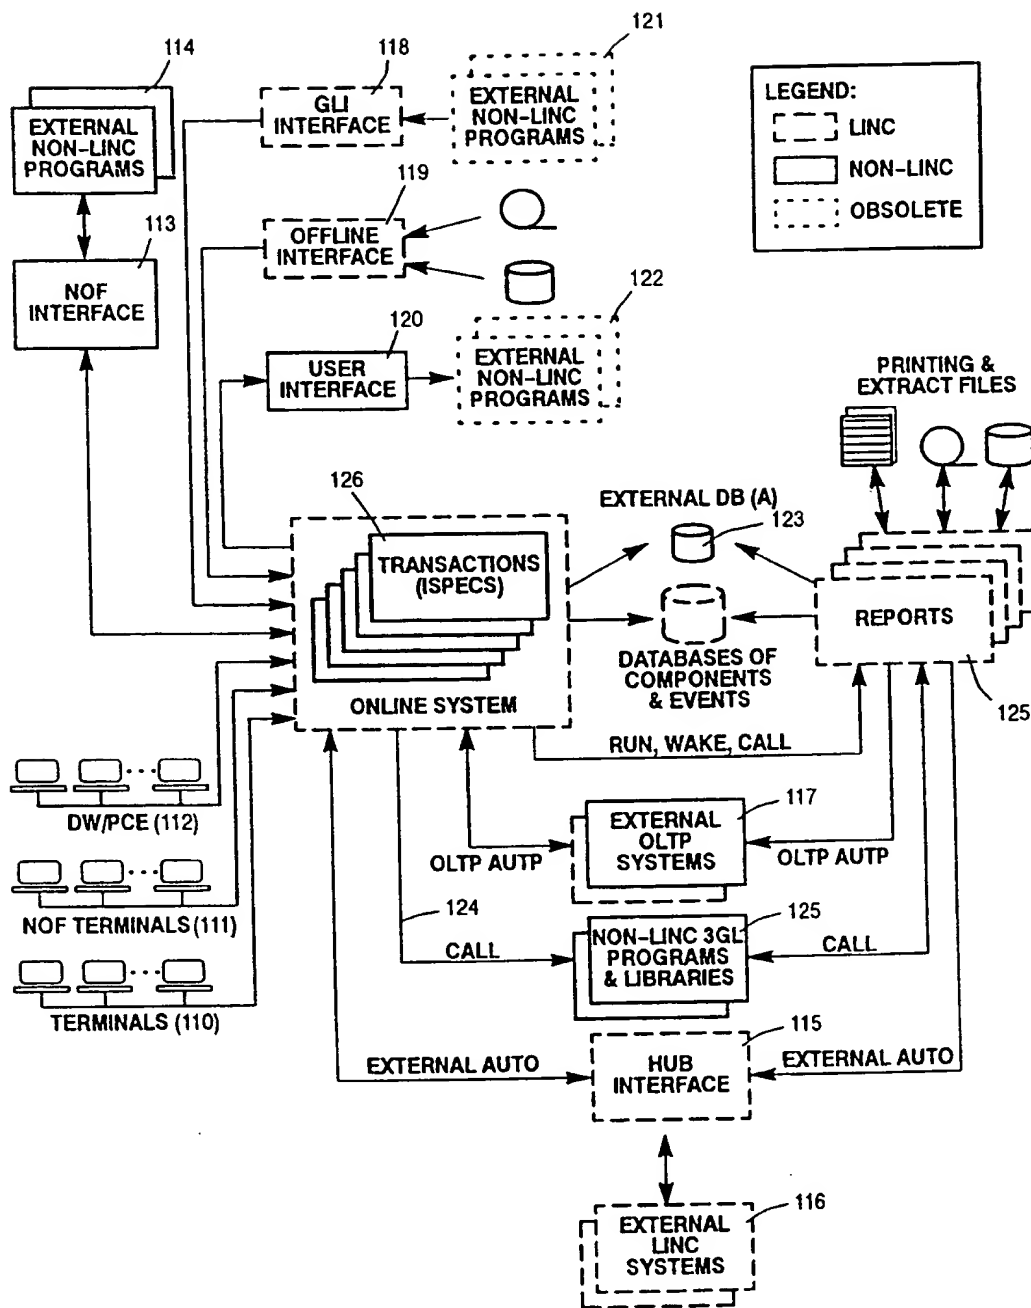 114
118
121
EXTERNAL
NON-LINC
PROGRAMS
GLI
INTERFACE
EXTERNAL
NON-LINC
PROGRAMS
LEGEND:
LINC
NON-LINC
OBSOLETE
113
NOF
INTERFACE
119
OFFLINE
INTERFACE
122
120
USER
INTERFACE
EXTERNAL
NON-LINC
PROGRAMS
PRINTING &
EXTRACT FILES
126
TRANSACTIONS
(ISPECS)
ONLINE SYSTEM
EXTERNAL DB (A)
123
DATABASES OF
COMPONENTS
& EVENTS
REPORTS
125
RUN, WAKE, CALL
DW/PCE (112)
NOF TERMINALS (111)
TERMINALS (110)
117
EXTERNAL
OLTP
SYSTEMS
OLTP AUTP
OLTP AUTP
124
CALL
125
NON-LINC 3GL
PROGRAMS
& LIBRARIES
CALL
115
EXTERNAL AUTO
HUB
INTERFACE
EXTERNAL AUTO
116
EXTERNAL
LINC
SYSTEMS